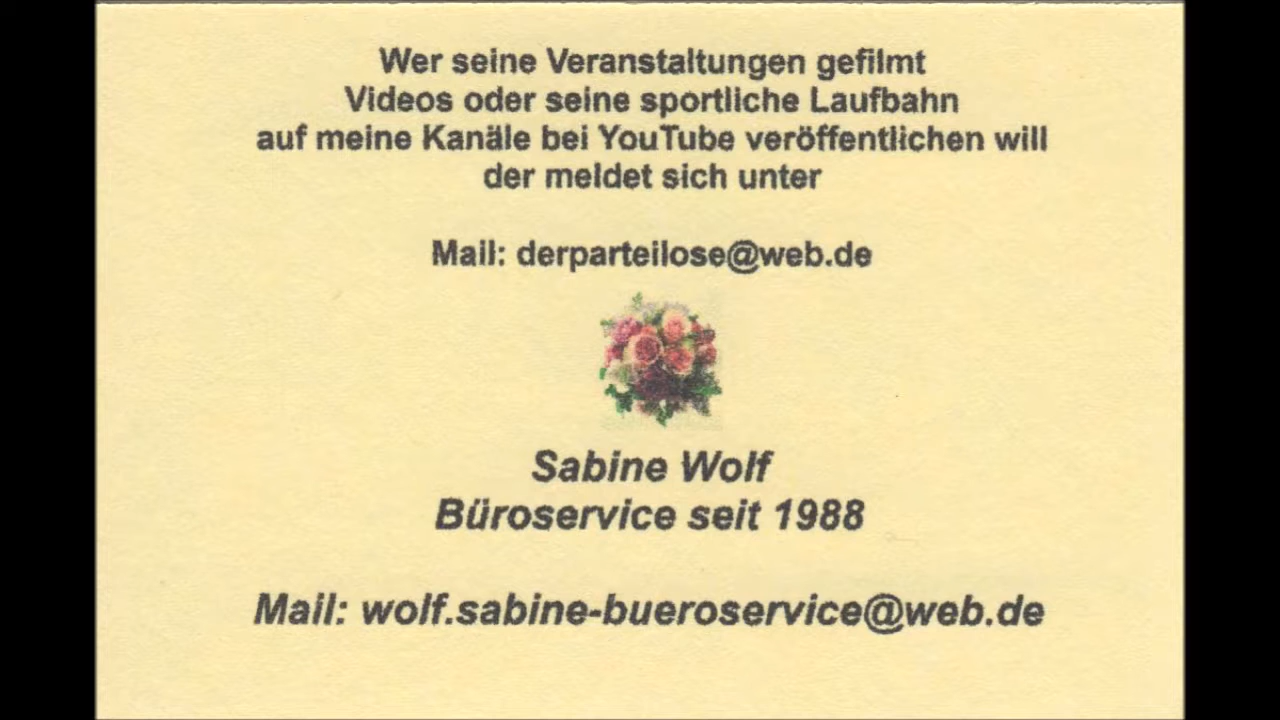 Wer seine Veranstaltungen gefilmt
Videos oder seine sportliche Laufbahn
auf meine Kanäle bei YouTube veröffentlichen will
der meldet sich unter
Mail: derparteilose@web.de
Sabine Wolf
Büroservice seit 1988
Mail: wolf.sabine-bueroservice@web.de